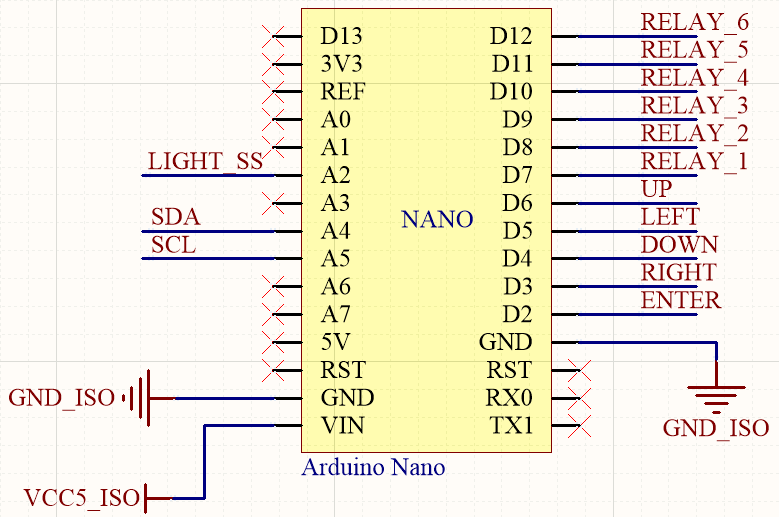 RELAY_6
D13 D12
RELAY_5
3V3 D11
RELAY_4
REF D10
RELAY_3
A0 D9
RELAY_2
A1 D8
LIGHT_SS RELAY_1
A2 D7
UP
A3 D6
NANO
SDA LEFT
A4 D5
SCL DOWN
A5 D4
RIGHT
A6 D3
ENTER
A7 D2
5V GND
RST RST
GND_ISO GND RX0
VIN TX1
GND_ISO
Arduino Nano
VCC5_ISO